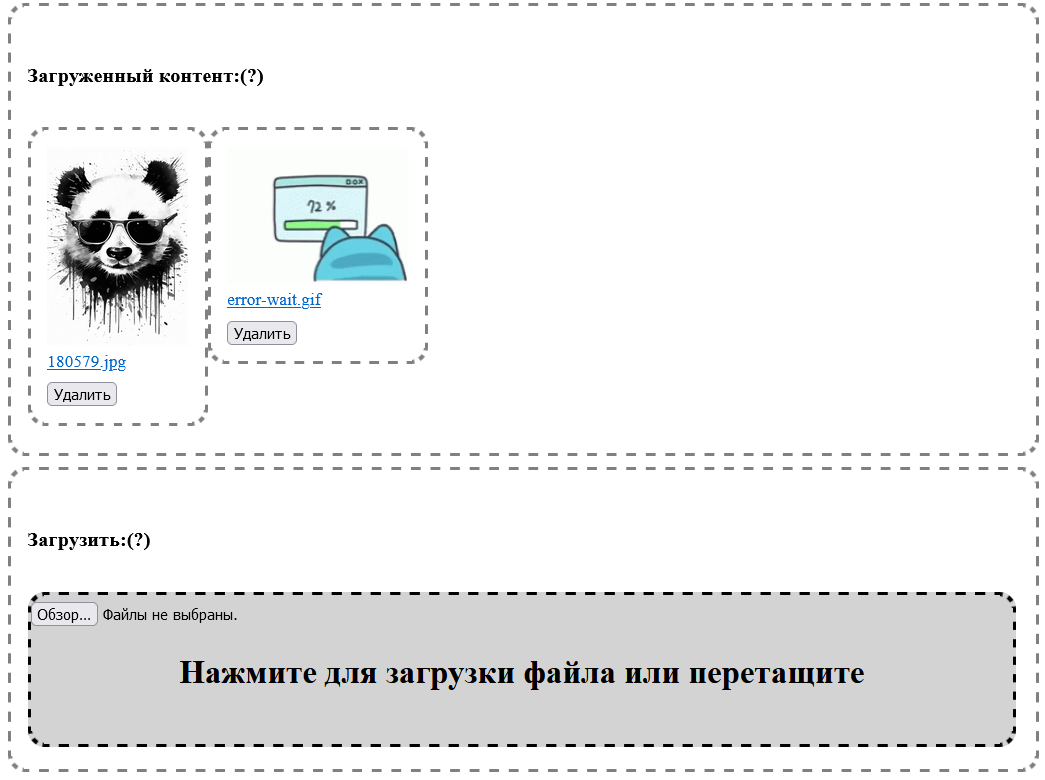 Загруженный контент:(?)
72 %
180579.jpg
Удалить
error-wait.gif
Удалить
Загрузить:(?)
Обзор... Файлы не выбраны.
Нажмите для загрузки файла или перетащите